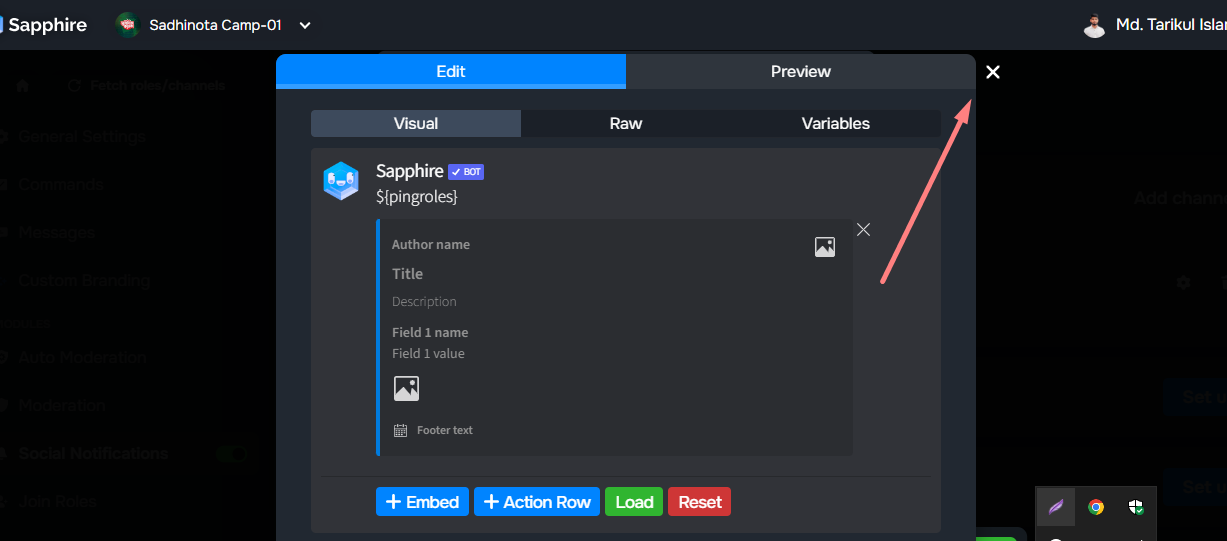 Sapphire
Sadhinota Camp-01
Md. Tarikul Islam
Edit
Preview
Fetch roles/channels
General Settings
Visual
Raw
Variables
Sapphire
BOT
${pingroles}
Commands
Add channe
Messages
Author name
Title
Custom Branding
Description
Field 1 name
Field 1 value
Auto Moderation
Moderation
Set u
Footer text
Social Notifications
Join Roles
Set u
Embed
Action Row
Load
Reset